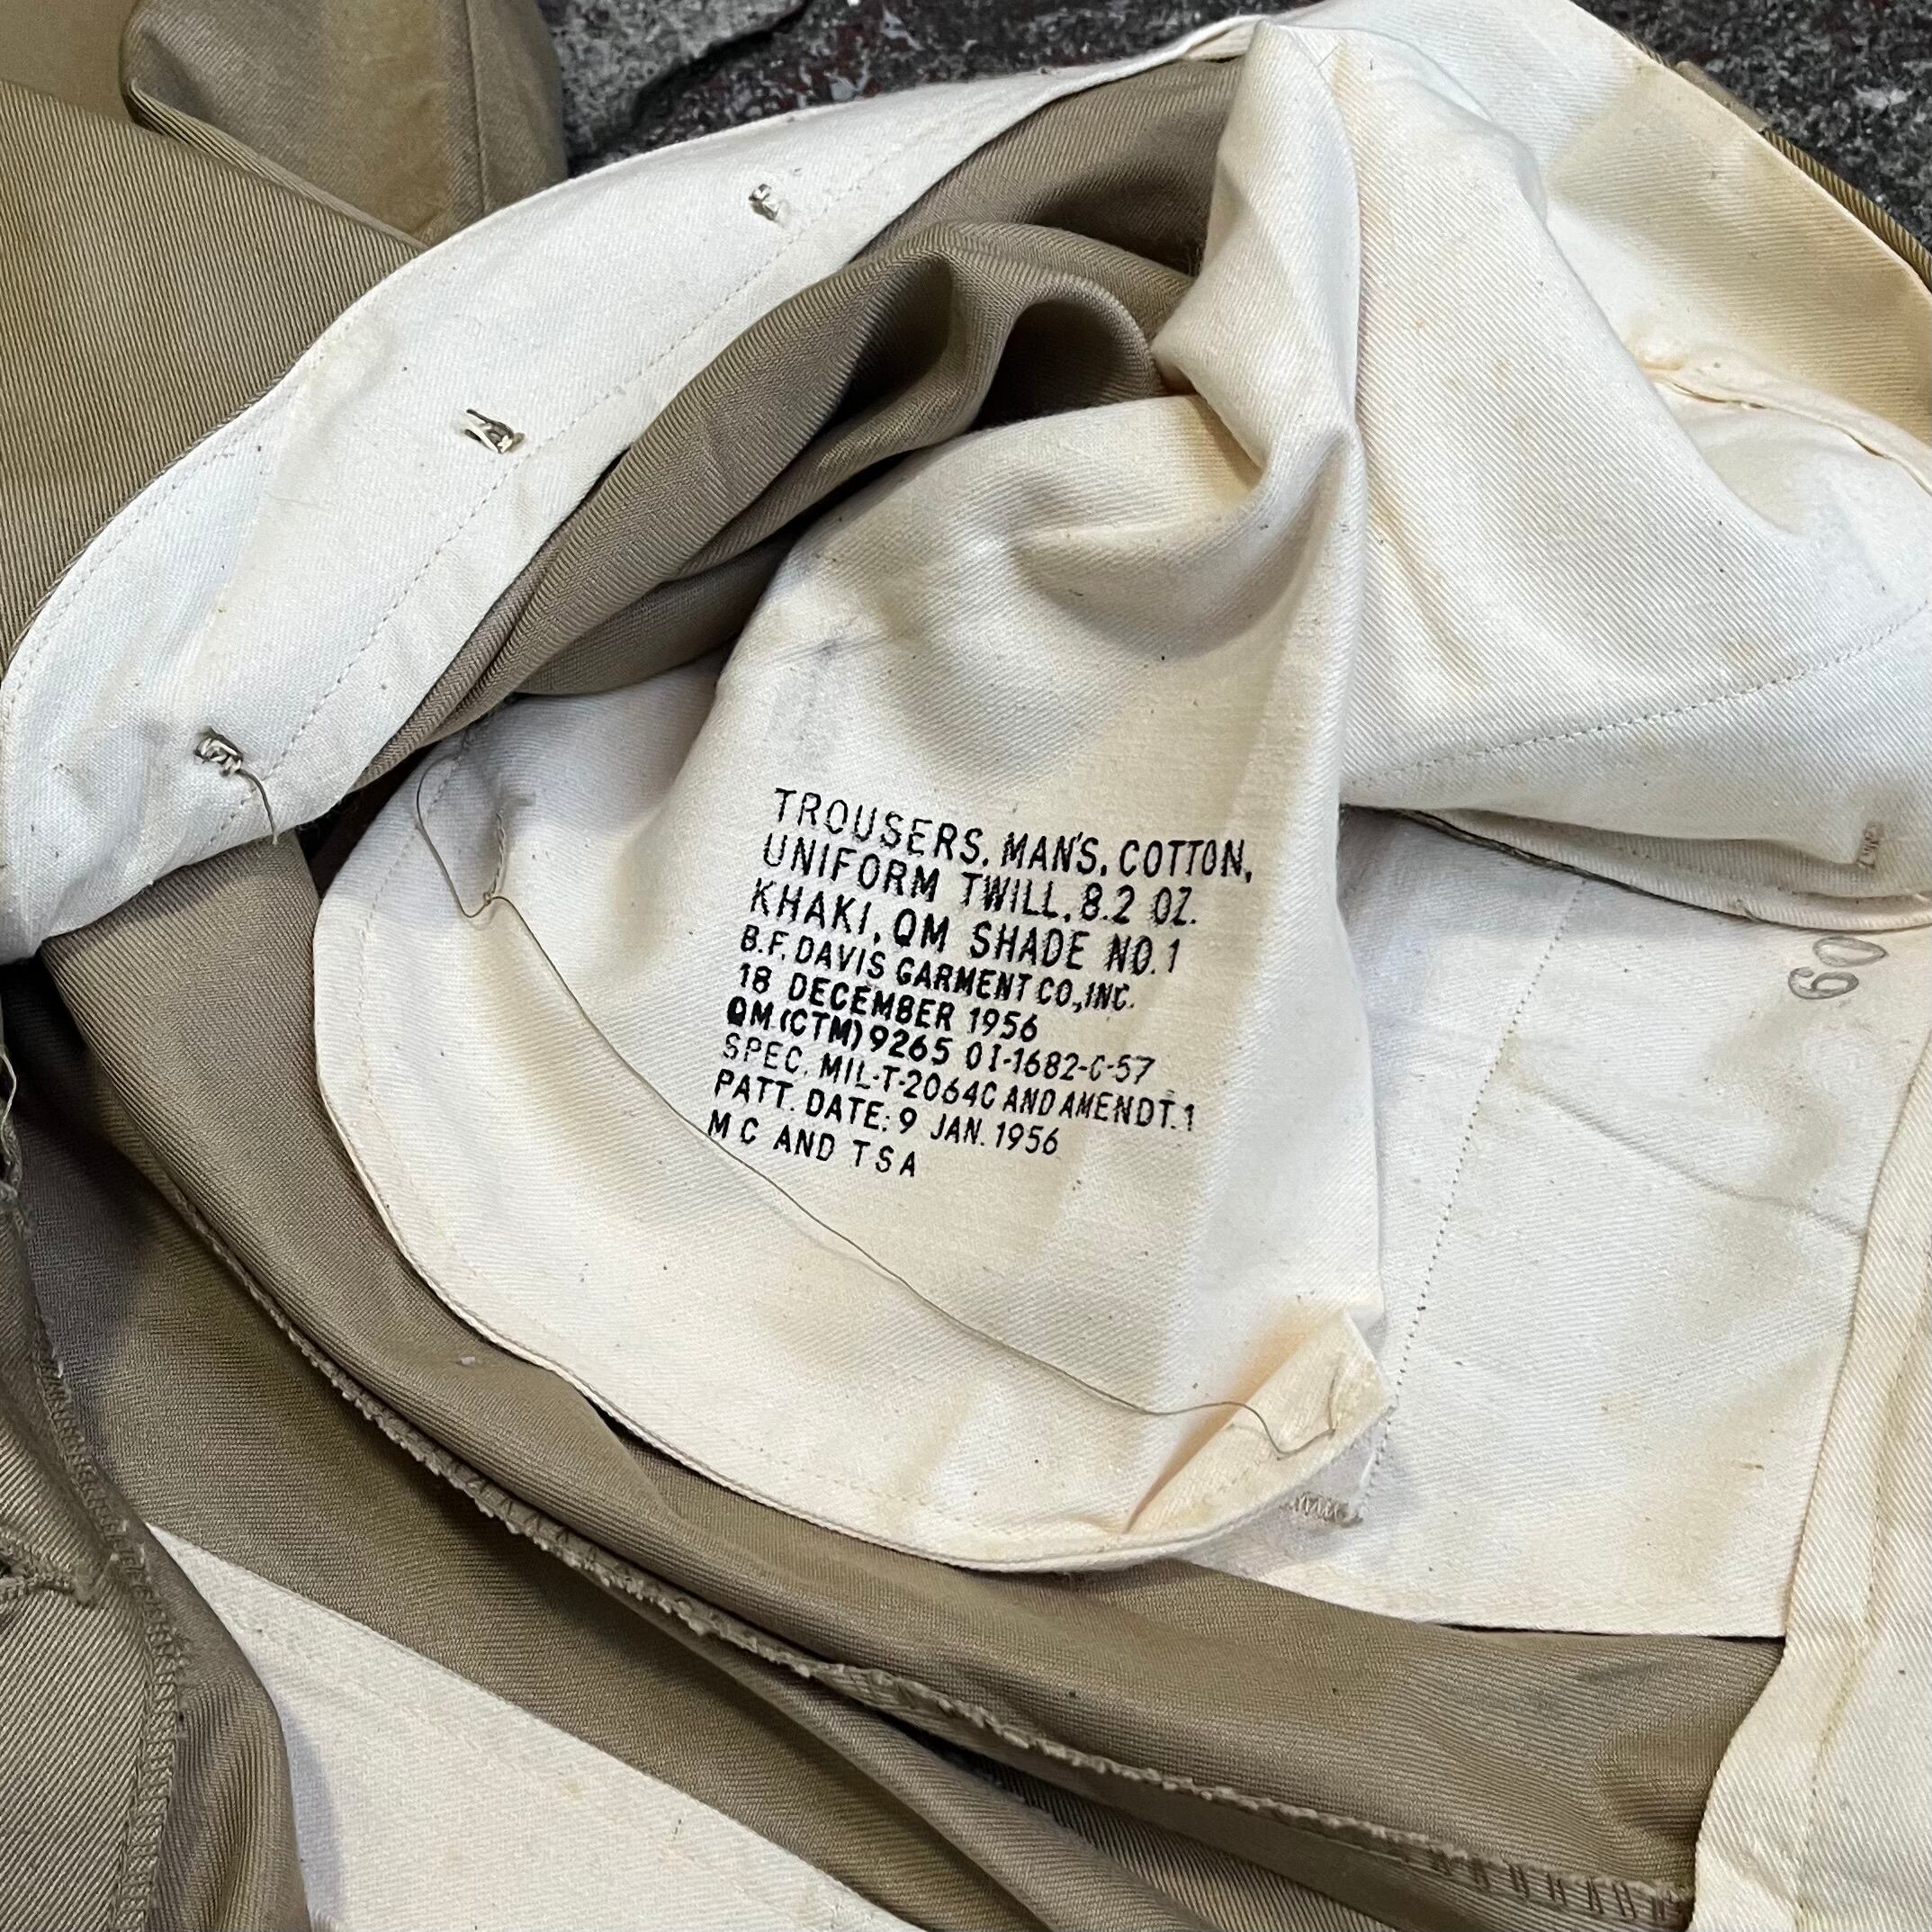 TROUSERS, MAN'S, COTTON,
UNIFORM TWILL, 8.2 OZ.
KHAKI, QM SHADE NO. 1
B.F. DAVIS GARMENT CO., INC.
18 DECEMBER 1956
QM (CTM) 9265 OI-1682-C-57
SPEC. MIL-T-2064C AND AMENDT. 1
PATT. DATE: 9 JAN. 1956
M C AND T S A
60